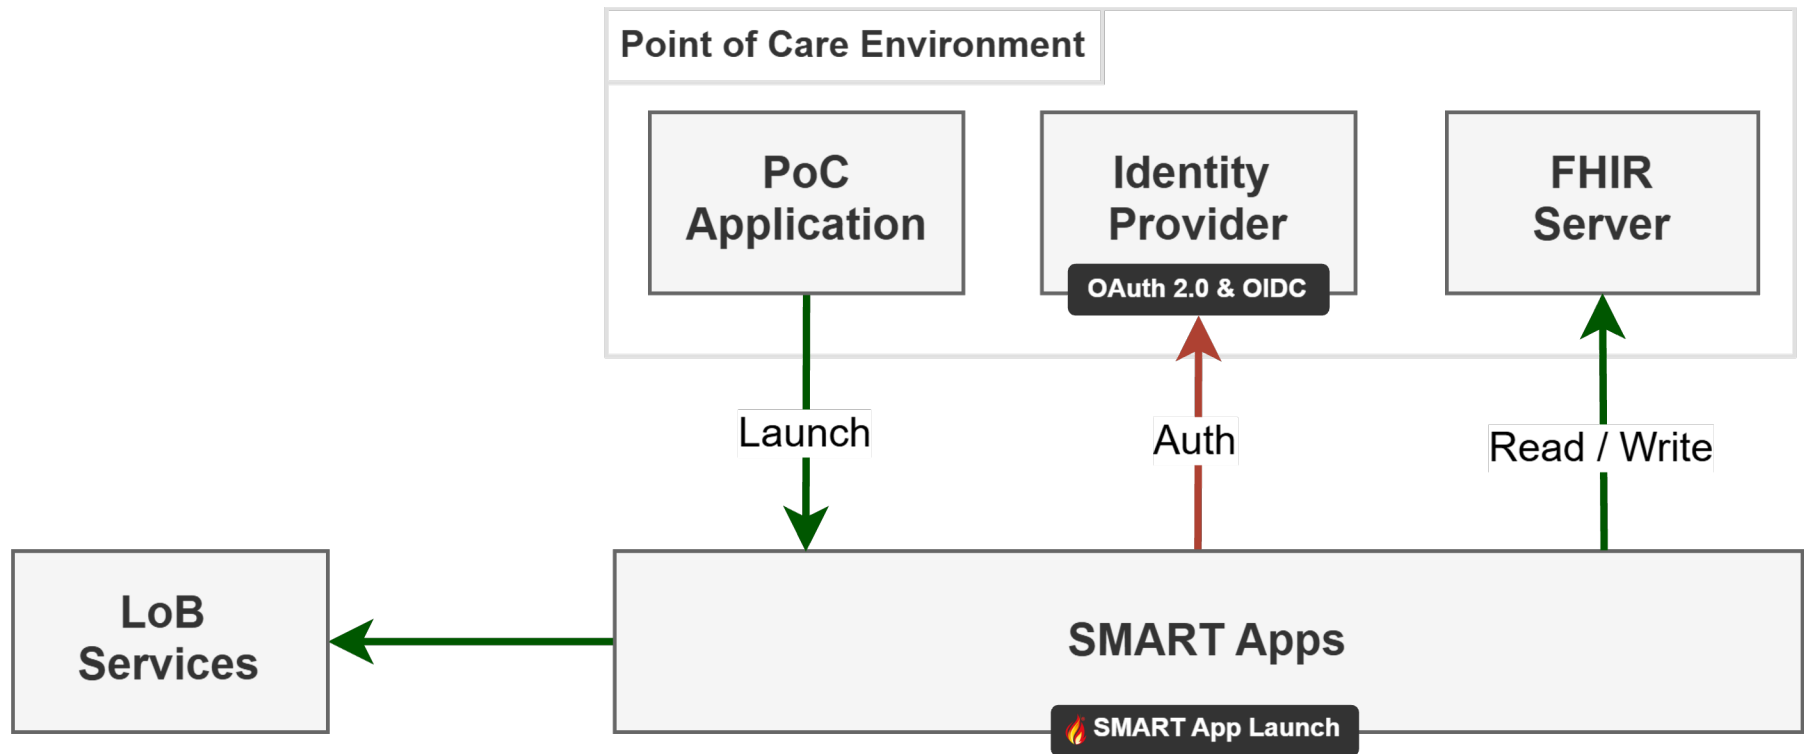 Point of Care Environment
PoC
Application
Identity
Provider
OAuth 2.0 & OIDC
FHIR
Server
Launch
Auth
Read / Write
LoB
Services
SMART Apps
SMART App Launch